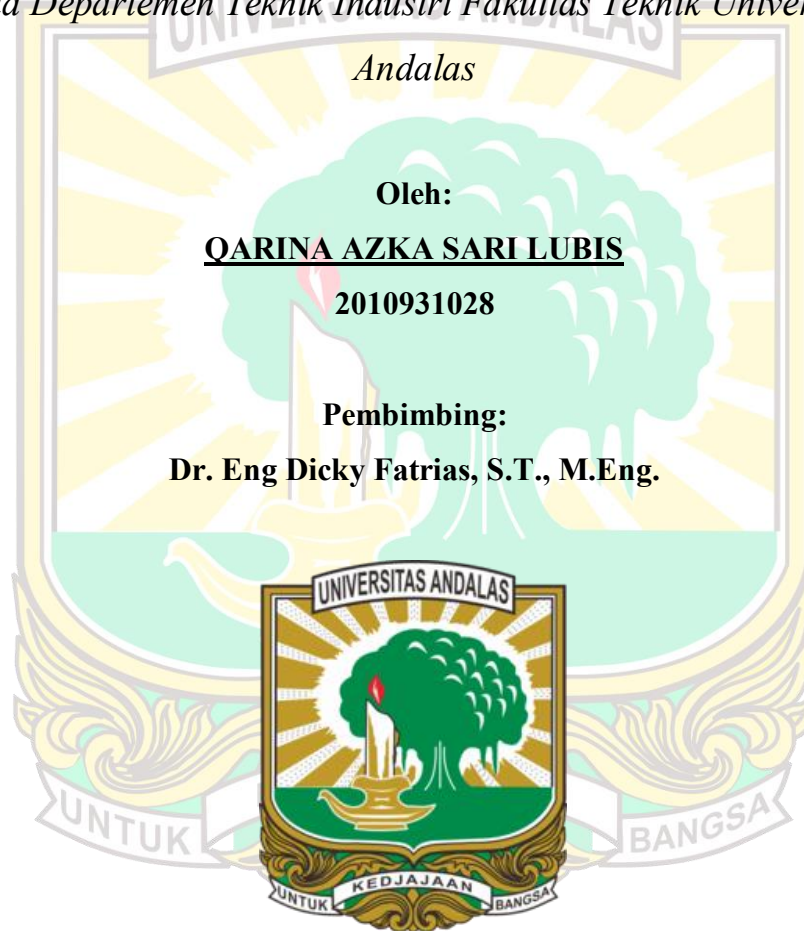 Departemen Teknik Industri Fakultas Teknik
Andalas
Oleh:
QARINA AZKA SARI LUBIS
2010931028
Pembimbing:
Dr. Eng Dicky Fatrias, S.T., M.Eng.
UNIVERSITAS ANDALAS
UNTUK KEDJAJAAN BANGSA
UNTUK BANGSA